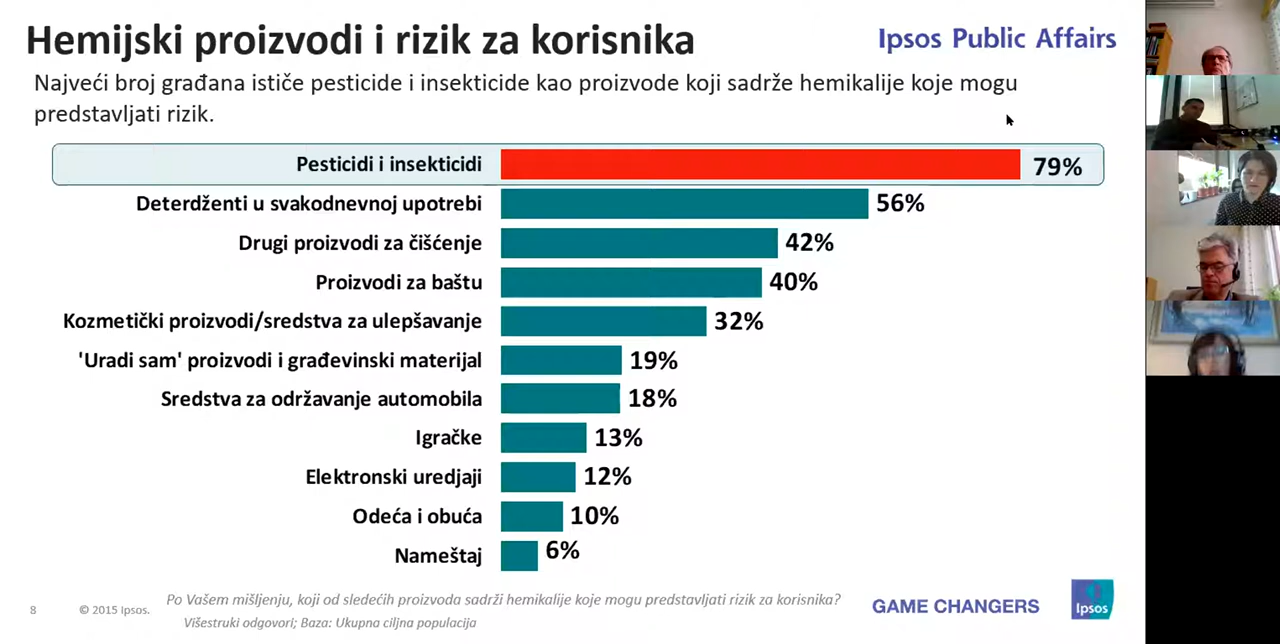 Hemijski proizvodi i rizik za korisnika
Ipsos Public Affairs
Najveći broj građana ističe pesticide i insekticide kao proizvode koji sadrže hemikalije koje mogu
predstavljati rizik.
Pesticidi i insekticidi 79%
Deterdženti u svakodnevnoj upotrebi 56%
Drugi proizvodi za čišćenje 42%
Proizvodi za baštu 40%
Kozmetički proizvodi/sredstva za ulepšavanje 32%
'Uradi sam' proizvodi i građevinski materijal 19%
Sredstva za održavanje automobila 18%
Igračke 13%
Elektronski uredjaji 12%
Odeća i obuća 10%
Nameštaj 6%
8
© 2015 Ipsos.
Po Vašem mišljenju, koji od sledećih proizvoda sadrži hemikalije koje mogu predstavljati rizik za korisnika?
Višestruki odgovori; Baza: Ukupna ciljna populacija
GAME CHANGERS
Ipsos